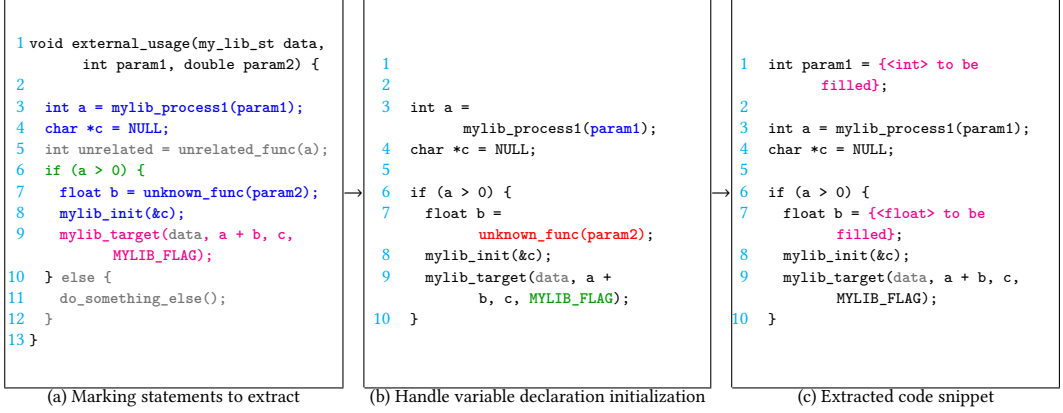 1 void external_usage(my_lib_st data,
int param1, double param2) {
2
3 int a = mylib_process1(param1);
4 char *c = NULL;
5 int unrelated = unrelated_func(a);
6 if (a > 0) {
7 float b = unknown_func(param2);
8 mylib_init(&c);
9 mylib_target(data, a + b, c,
MYLIB_FLAG);
10 } else {
11 do_something_else();
12 }
13 }
(a) Marking statements to extract
→
1
2
3 int a =
mylib_process1(param1);
4 char *c = NULL;
5
6 if (a > 0) {
7 float b =
unknown_func(param2);
8 mylib_init(&c);
9 mylib_target(data, a +
b, c, MYLIB_FLAG);
10 }
(b) Handle variable declaration initialization
→
1 int param1 = {<int> to be
filled};
2
3 int a = mylib_process1(param1);
4 char *c = NULL;
5
6 if (a > 0) {
7 float b = {<float> to be
filled};
8 mylib_init(&c);
9 mylib_target(data, a + b, c,
MYLIB_FLAG);
10 }
(c) Extracted code snippet